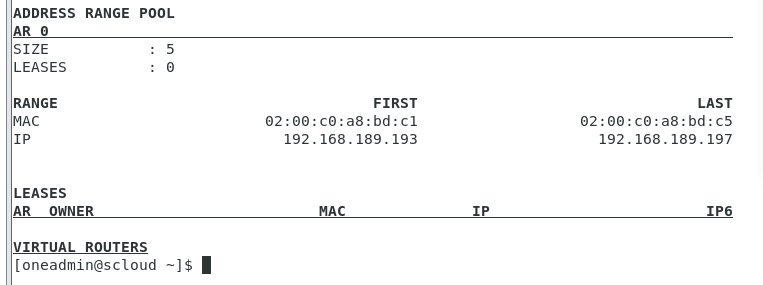 ADDRESS RANGE POOL
AR 0
SIZE           : 5
LEASES         : 0
RANGE                                   FIRST                               LAST
MAC                         02:00:c0:a8:bd:c1                  02:00:c0:a8:bd:c5
IP                            192.168.189.193                    192.168.189.197
LEASES
AR  OWNER                         MAC              IP                        IP6
VIRTUAL ROUTERS
[oneadmin@scloud ~]$